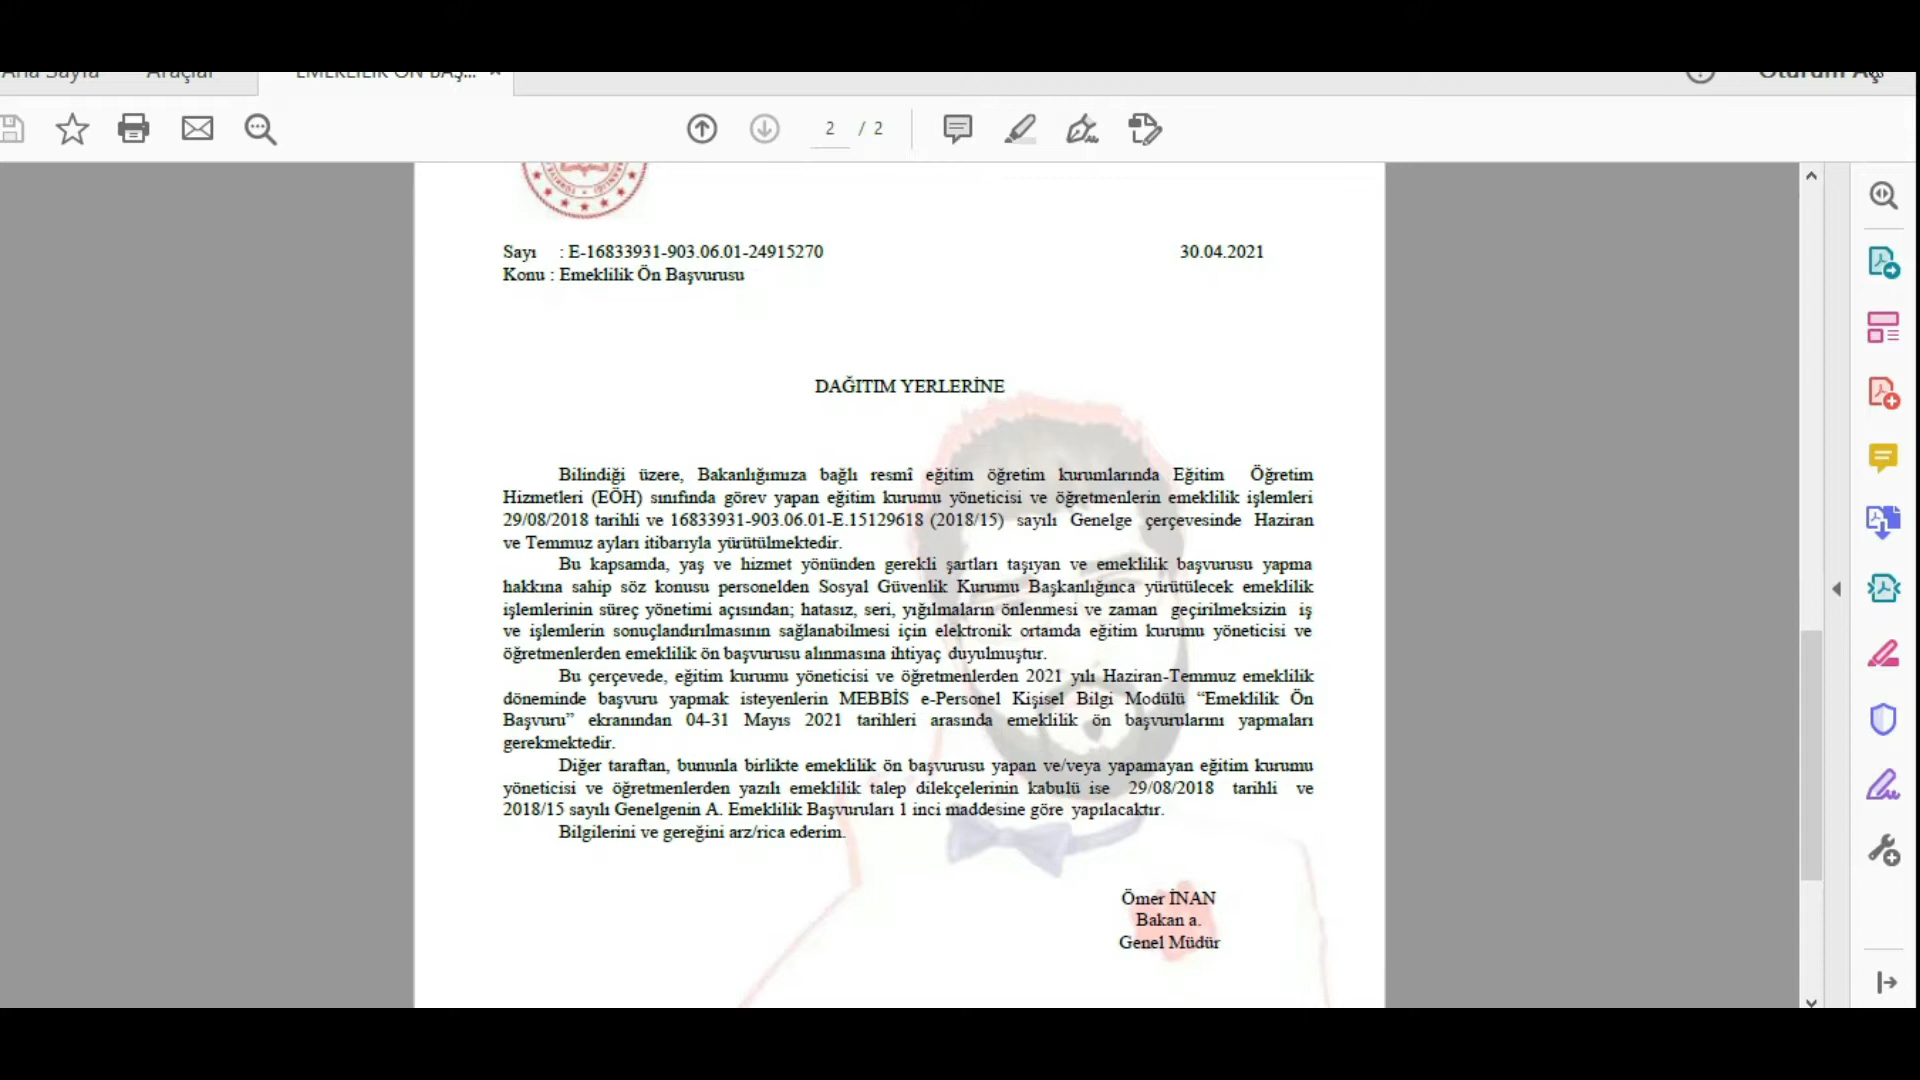 Ana Sayfa Araçlar EMEKLİLİK ÖN BAŞ... × Oturum Aç
2 / 2
Sayı : E-16833931-903.06.01-24915270 30.04.2021
Konu : Emeklilik Ön Başvurusu
DAĞITIM YERLERİNE
Bilindiği üzere, Bakanlığımıza bağlı resmî eğitim öğretim kurumlarında Eğitim Öğretim
Hizmetleri (EÖH) sınıfında görev yapan eğitim kurumu yöneticisi ve öğretmenlerin emeklilik işlemleri
29/08/2018 tarihli ve 16833931-903.06.01-E.15129618 (2018/15) sayılı Genelge çerçevesinde Haziran
ve Temmuz ayları itibarıyla yürütülmektedir.
Bu kapsamda, yaş ve hizmet yönünden gerekli şartları taşıyan ve emeklilik başvurusu yapma
hakkına sahip söz konusu personelden Sosyal Güvenlik Kurumu Başkanlığınca yürütülecek emeklilik
işlemlerinin süreç yönetimi açısından; hatasız, seri, yığılmaların önlenmesi ve zaman geçirilmeksizin iş
ve işlemlerin sonuçlandırılmasının sağlanabilmesi için elektronik ortamda eğitim kurumu yöneticisi ve
öğretmenlerden emeklilik ön başvurusu alınmasına ihtiyaç duyulmuştur.
Bu çerçevede, eğitim kurumu yöneticisi ve öğretmenlerden 2021 yılı Haziran-Temmuz emeklilik
döneminde başvuru yapmak isteyenlerin MEBBİS e-Personel Kişisel Bilgi Modülü “Emeklilik Ön
Başvuru” ekranından 04-31 Mayıs 2021 tarihleri arasında emeklilik ön başvurularını yapmaları
gerekmektedir.
Diğer taraftan, bununla birlikte emeklilik ön başvurusu yapan ve/veya yapamayan eğitim kurumu
yöneticisi ve öğretmenlerden yazılı emeklilik talep dilekçelerinin kabulü ise 29/08/2018 tarihli ve
2018/15 sayılı Genelgenin A. Emeklilik Başvuruları 1 inci maddesine göre yapılacaktır.
Bilgilerini ve gereğini arz/rica ederim.
Ömer İNAN
Bakan a.
Genel Müdür